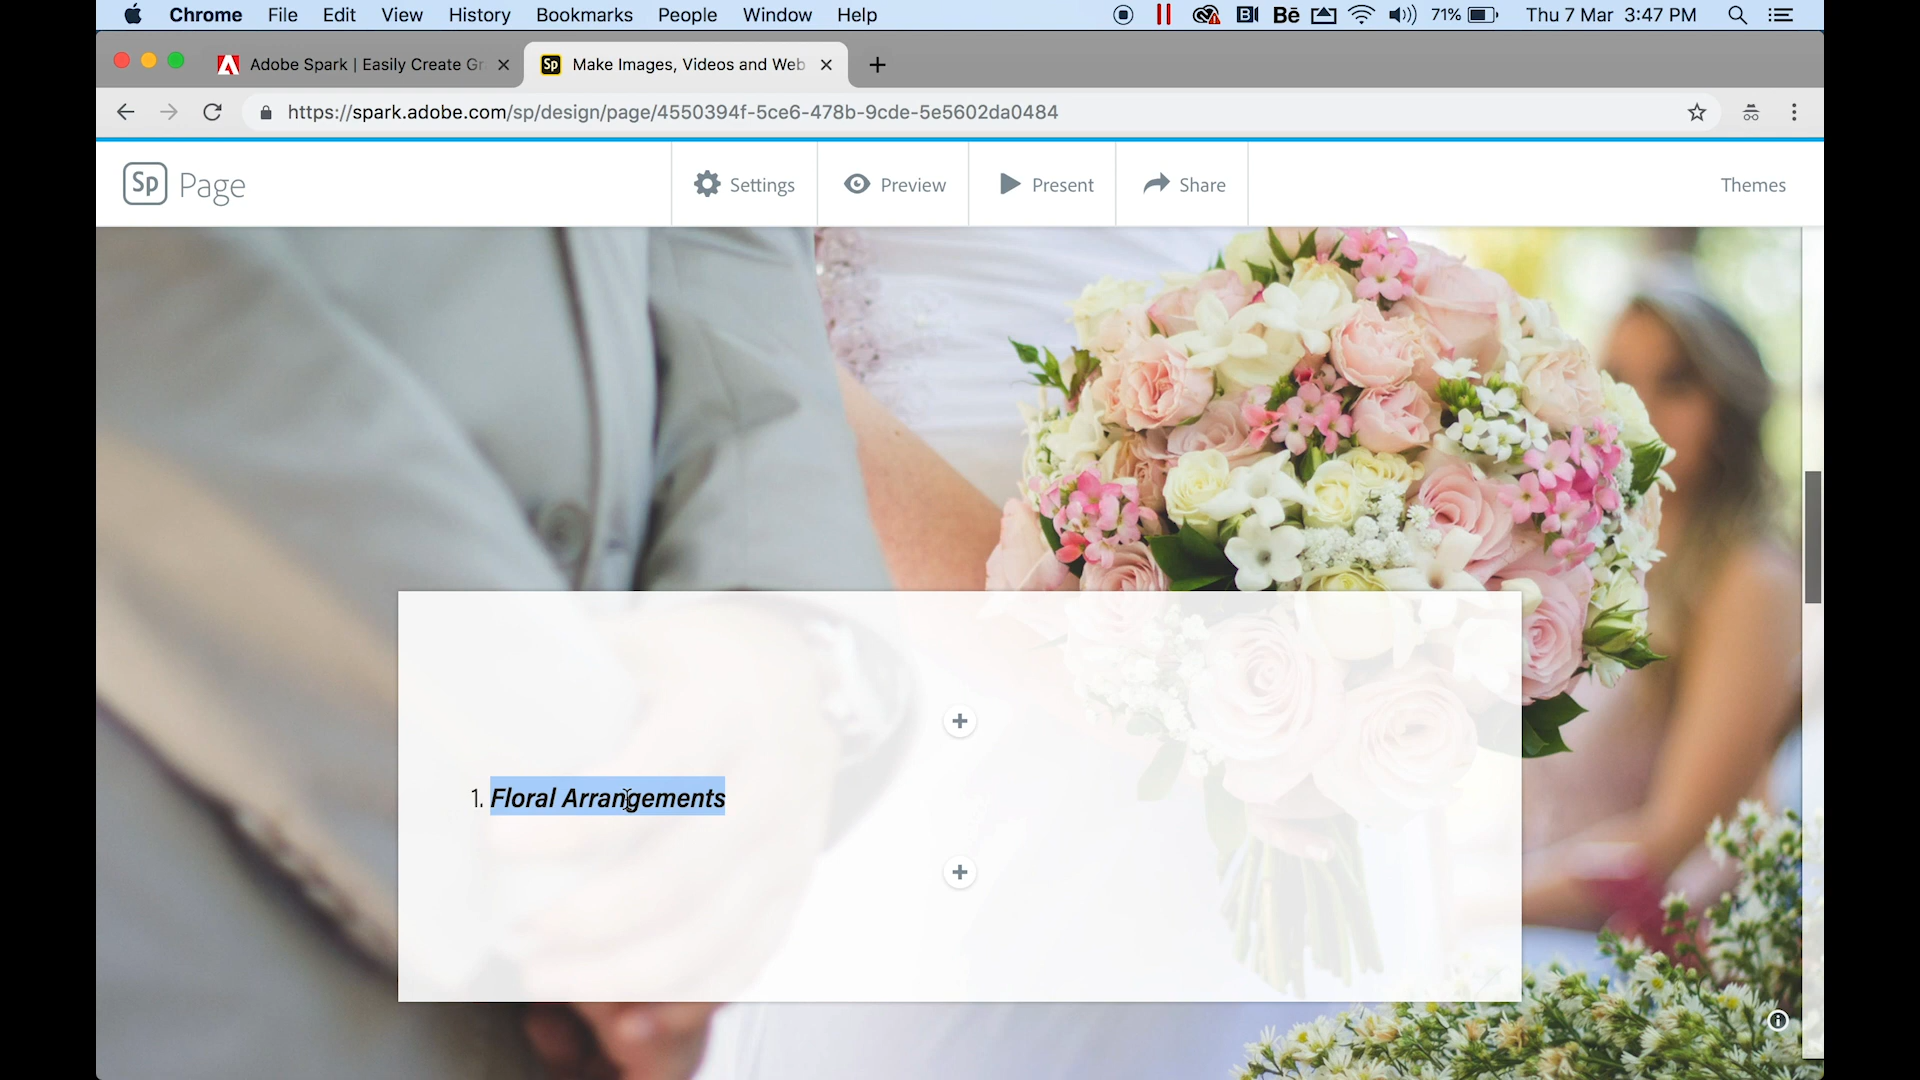 Chrome File Edit View History Bookmarks People Window Help 71% Thu 7 Mar 3:47 PM
Adobe Spark | Easily Create Gr
Sp Make Images, Videos and Web
https://spark.adobe.com/sp/design/page/4550394f-5ce6-478b-9cde-5e5602da0484
Sp Page Settings Preview Present Share Themes
1. Floral Arrangements